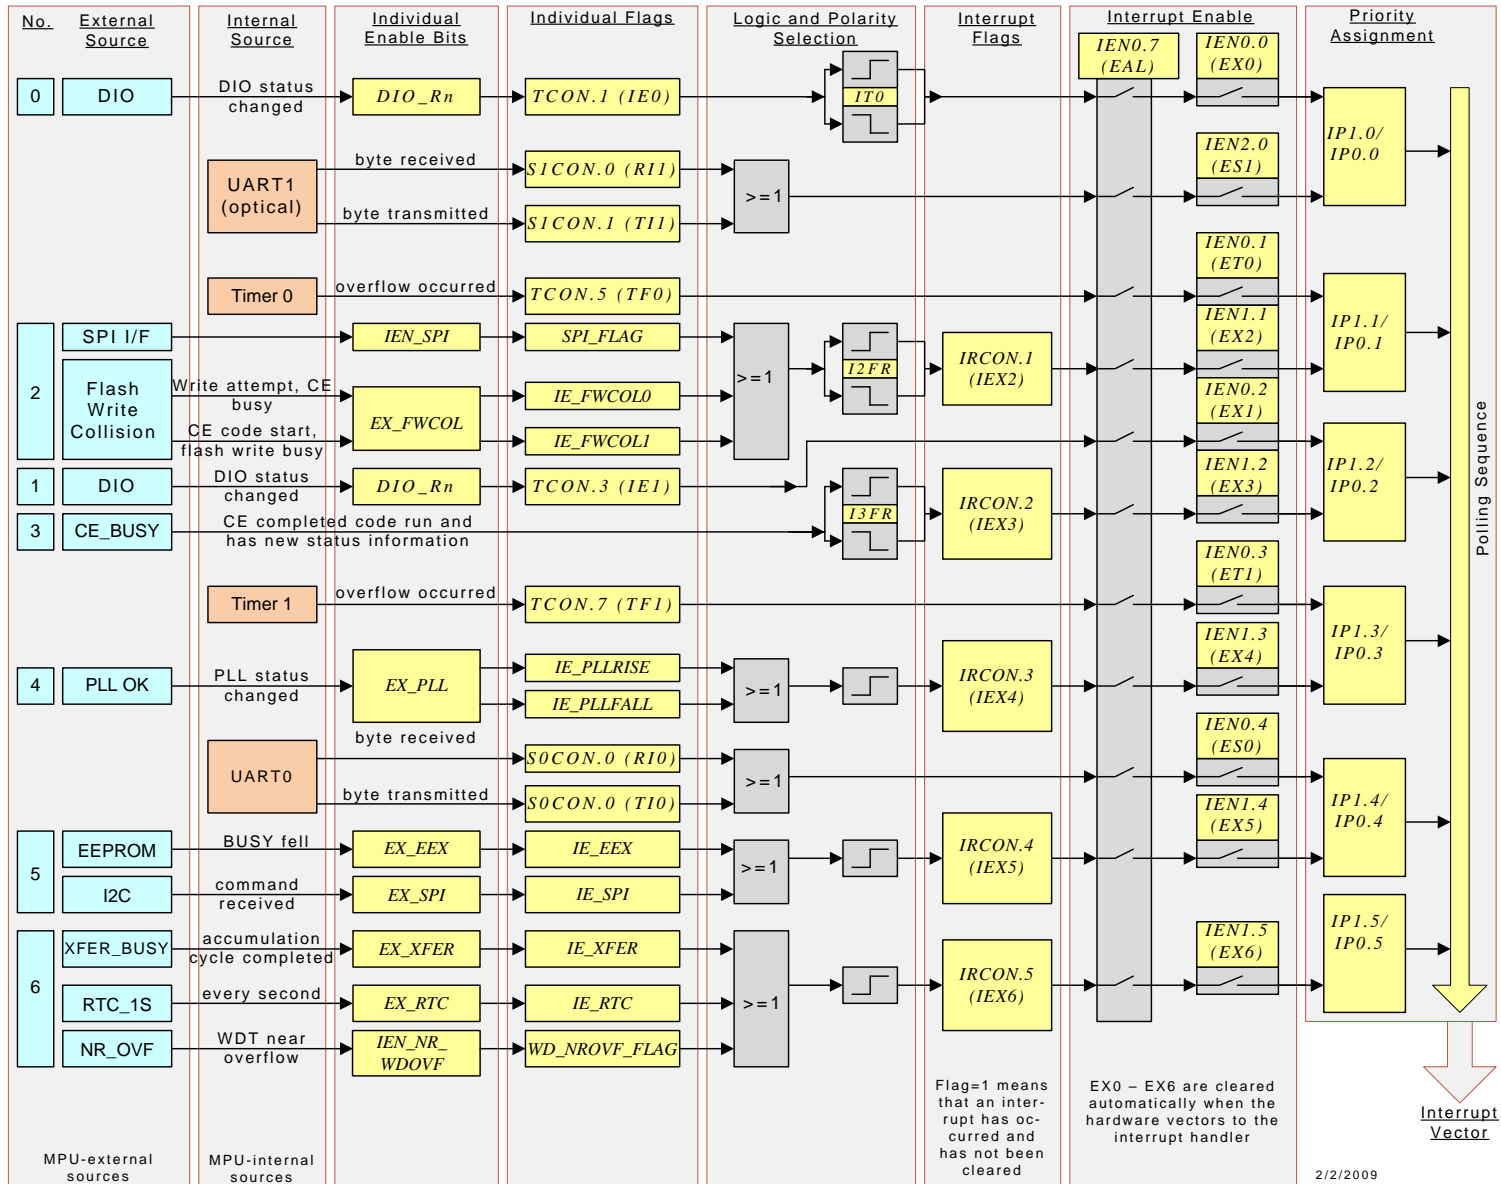 No.
External
Source
Internal
Source
Individual
Enable Bits
Individual Flags
Logic and Polarity
Selection
Interrupt
Flags
Interrupt Enable
Priority
Assignment
IEN0.7
(EAL)
IEN0.0
(EX0)
0
DIO
DIO status
changed
DIO_Rn
TCON.1 (IE0)
IT0
IP1.0/
IP0.0
UART1
(optical)
byte received
S1CON.0 (RI1)
byte transmitted
S1CON.1 (TI1)
>=1
IEN2.0
(ES1)
Timer 0
overflow occurred
TCON.5 (TF0)
IEN0.1
(ET0)
IP1.1/
IP0.1
2
SPI I/F
IEN_SPI
SPI_FLAG
Flash
Write
Collision
Write attempt, CE
busy
CE code start,
flash write busy
EX_FWCOL
IE_FWCOL0
IE_FWCOL1
>=1
I2FR
IRCON.1
(IEX2)
IEN1.1
(EX2)
IEN0.2
(EX1)
IP1.2/
IP0.2
1
DIO
DIO status
changed
DIO_Rn
TCON.3 (IE1)
3
CE_BUSY
CE completed code run and
has new status information
I3FR
IRCON.2
(IEX3)
IEN1.2
(EX3)
Polling Sequence
Timer 1
overflow occurred
TCON.7 (TF1)
IEN0.3
(ET1)
IP1.3/
IP0.3
4
PLL OK
PLL status
changed
EX_PLL
IE_PLLRISE
IE_PLLFALL
>=1
IRCON.3
(IEX4)
IEN1.3
(EX4)
UART0
byte received
S0CON.0 (RI0)
byte transmitted
S0CON.0 (TI0)
>=1
IEN0.4
(ES0)
IP1.4/
IP0.4
5
EEPROM
BUSY fell
EX_EEX
IE_EEX
I2C
command
received
EX_SPI
IE_SPI
>=1
IRCON.4
(IEX5)
IEN1.4
(EX5)
6
XFER_BUSY
accumulation
cycle completed
EX_XFER
IE_XFER
RTC_1S
every second
EX_RTC
IE_RTC
NR_OVF
WDT near
overflow
IEN_NR_
WDOVF
WD_NROVF_FLAG
>=1
IRCON.5
(IEX6)
IEN1.5
(EX6)
IP1.5/
IP0.5
Flag=1 means
that an inter-
rupt has oc-
curred and
has not been
cleared
EX0 – EX6 are cleared
automatically when the
hardware vectors to the
interrupt handler
Interrupt
Vector
MPU-external
sources
MPU-internal
sources
2/2/2009